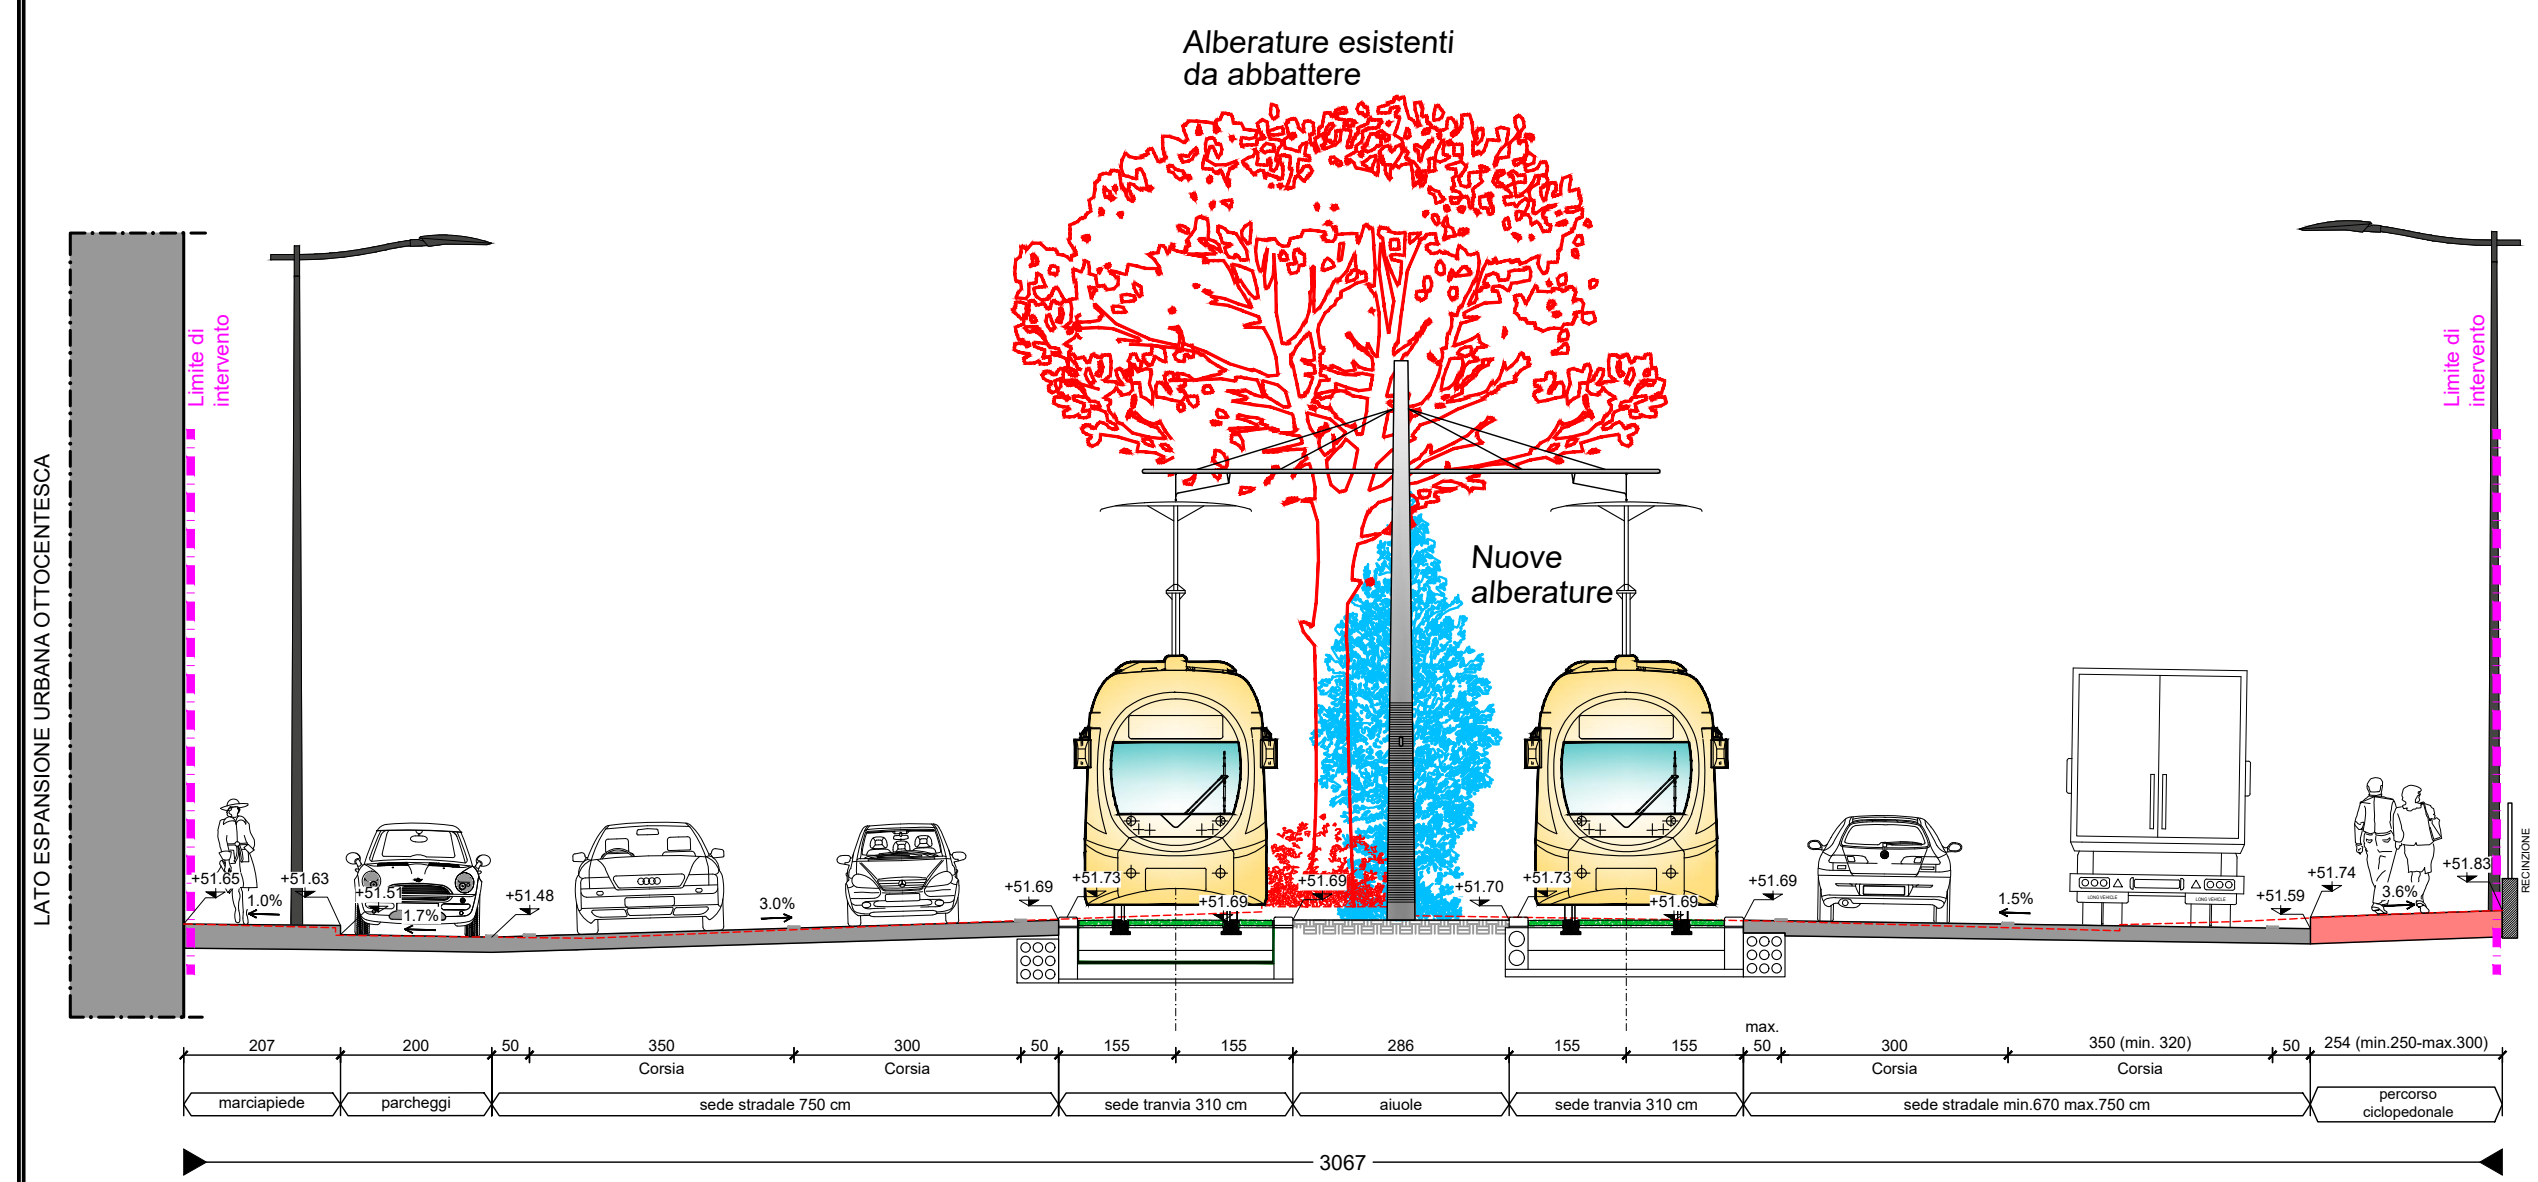 Alberature esistenti
da abbattere
Limite di
intervento
Limite di
intervento
LATO ESPANSIONE URBANA OTTOCENTESCA
Nuove
alberature
RECINZIONE
+51.65
+51.63
+51.51
+51.48
+51.69
+51.73
+51.69
+51.69
+51.70
+51.73
+51.69
+51.69
+51.59
+51.74
+51.83
1.0%
1.7%
3.0%
1.5%
3.6%
LONG VEHICLE
LONG VEHICLE
max.
207
200
50
350
300
50
155
155
286
155
155
50
300
350 (min. 320)
50
254 (min.250-max.300)
Corsia
Corsia
Corsia
Corsia
marciapiede
parcheggi
sede stradale 750 cm
sede tranvia 310 cm
aiuole
sede tranvia 310 cm
sede stradale min.670 max.750 cm
percorso
ciclopedonale
3067